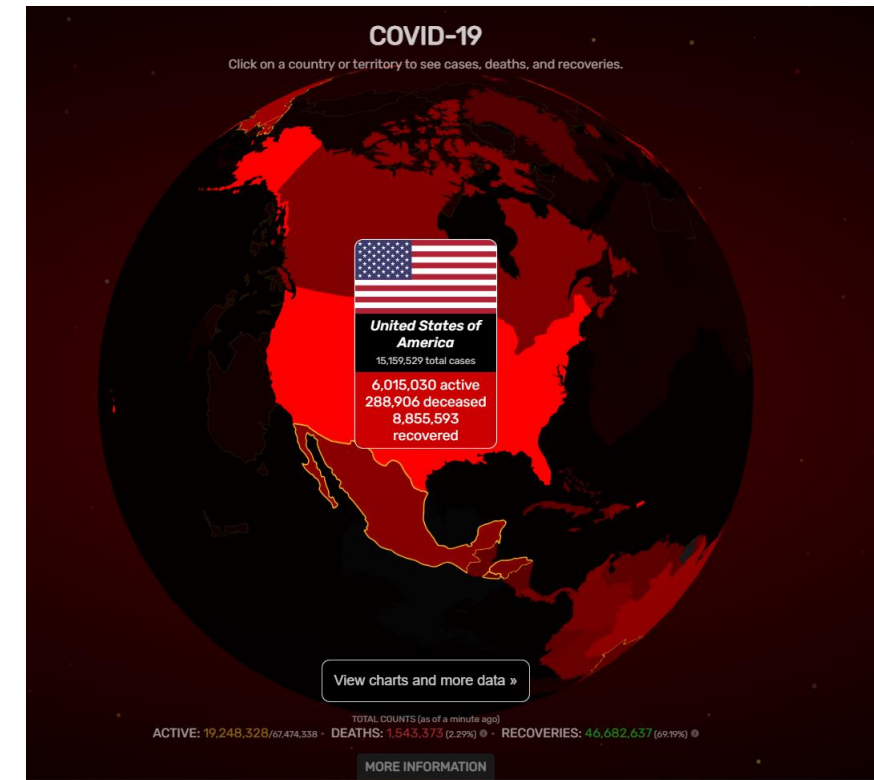 COVID-19
Click on a country or territory to see cases, deaths, and recoveries.
United States of
America
15,159,529 total cases
6,015,030 active
288,906 deceased
8,855,593
recovered
View charts and more data »
TOTAL COUNTS (as of a minute ago)
ACTIVE: 19,248,328/67,474,338 - DEATHS: 1,543,373 (2.29%) - RECOVERIES: 46,682,637 (69.19%)
MORE INFORMATION